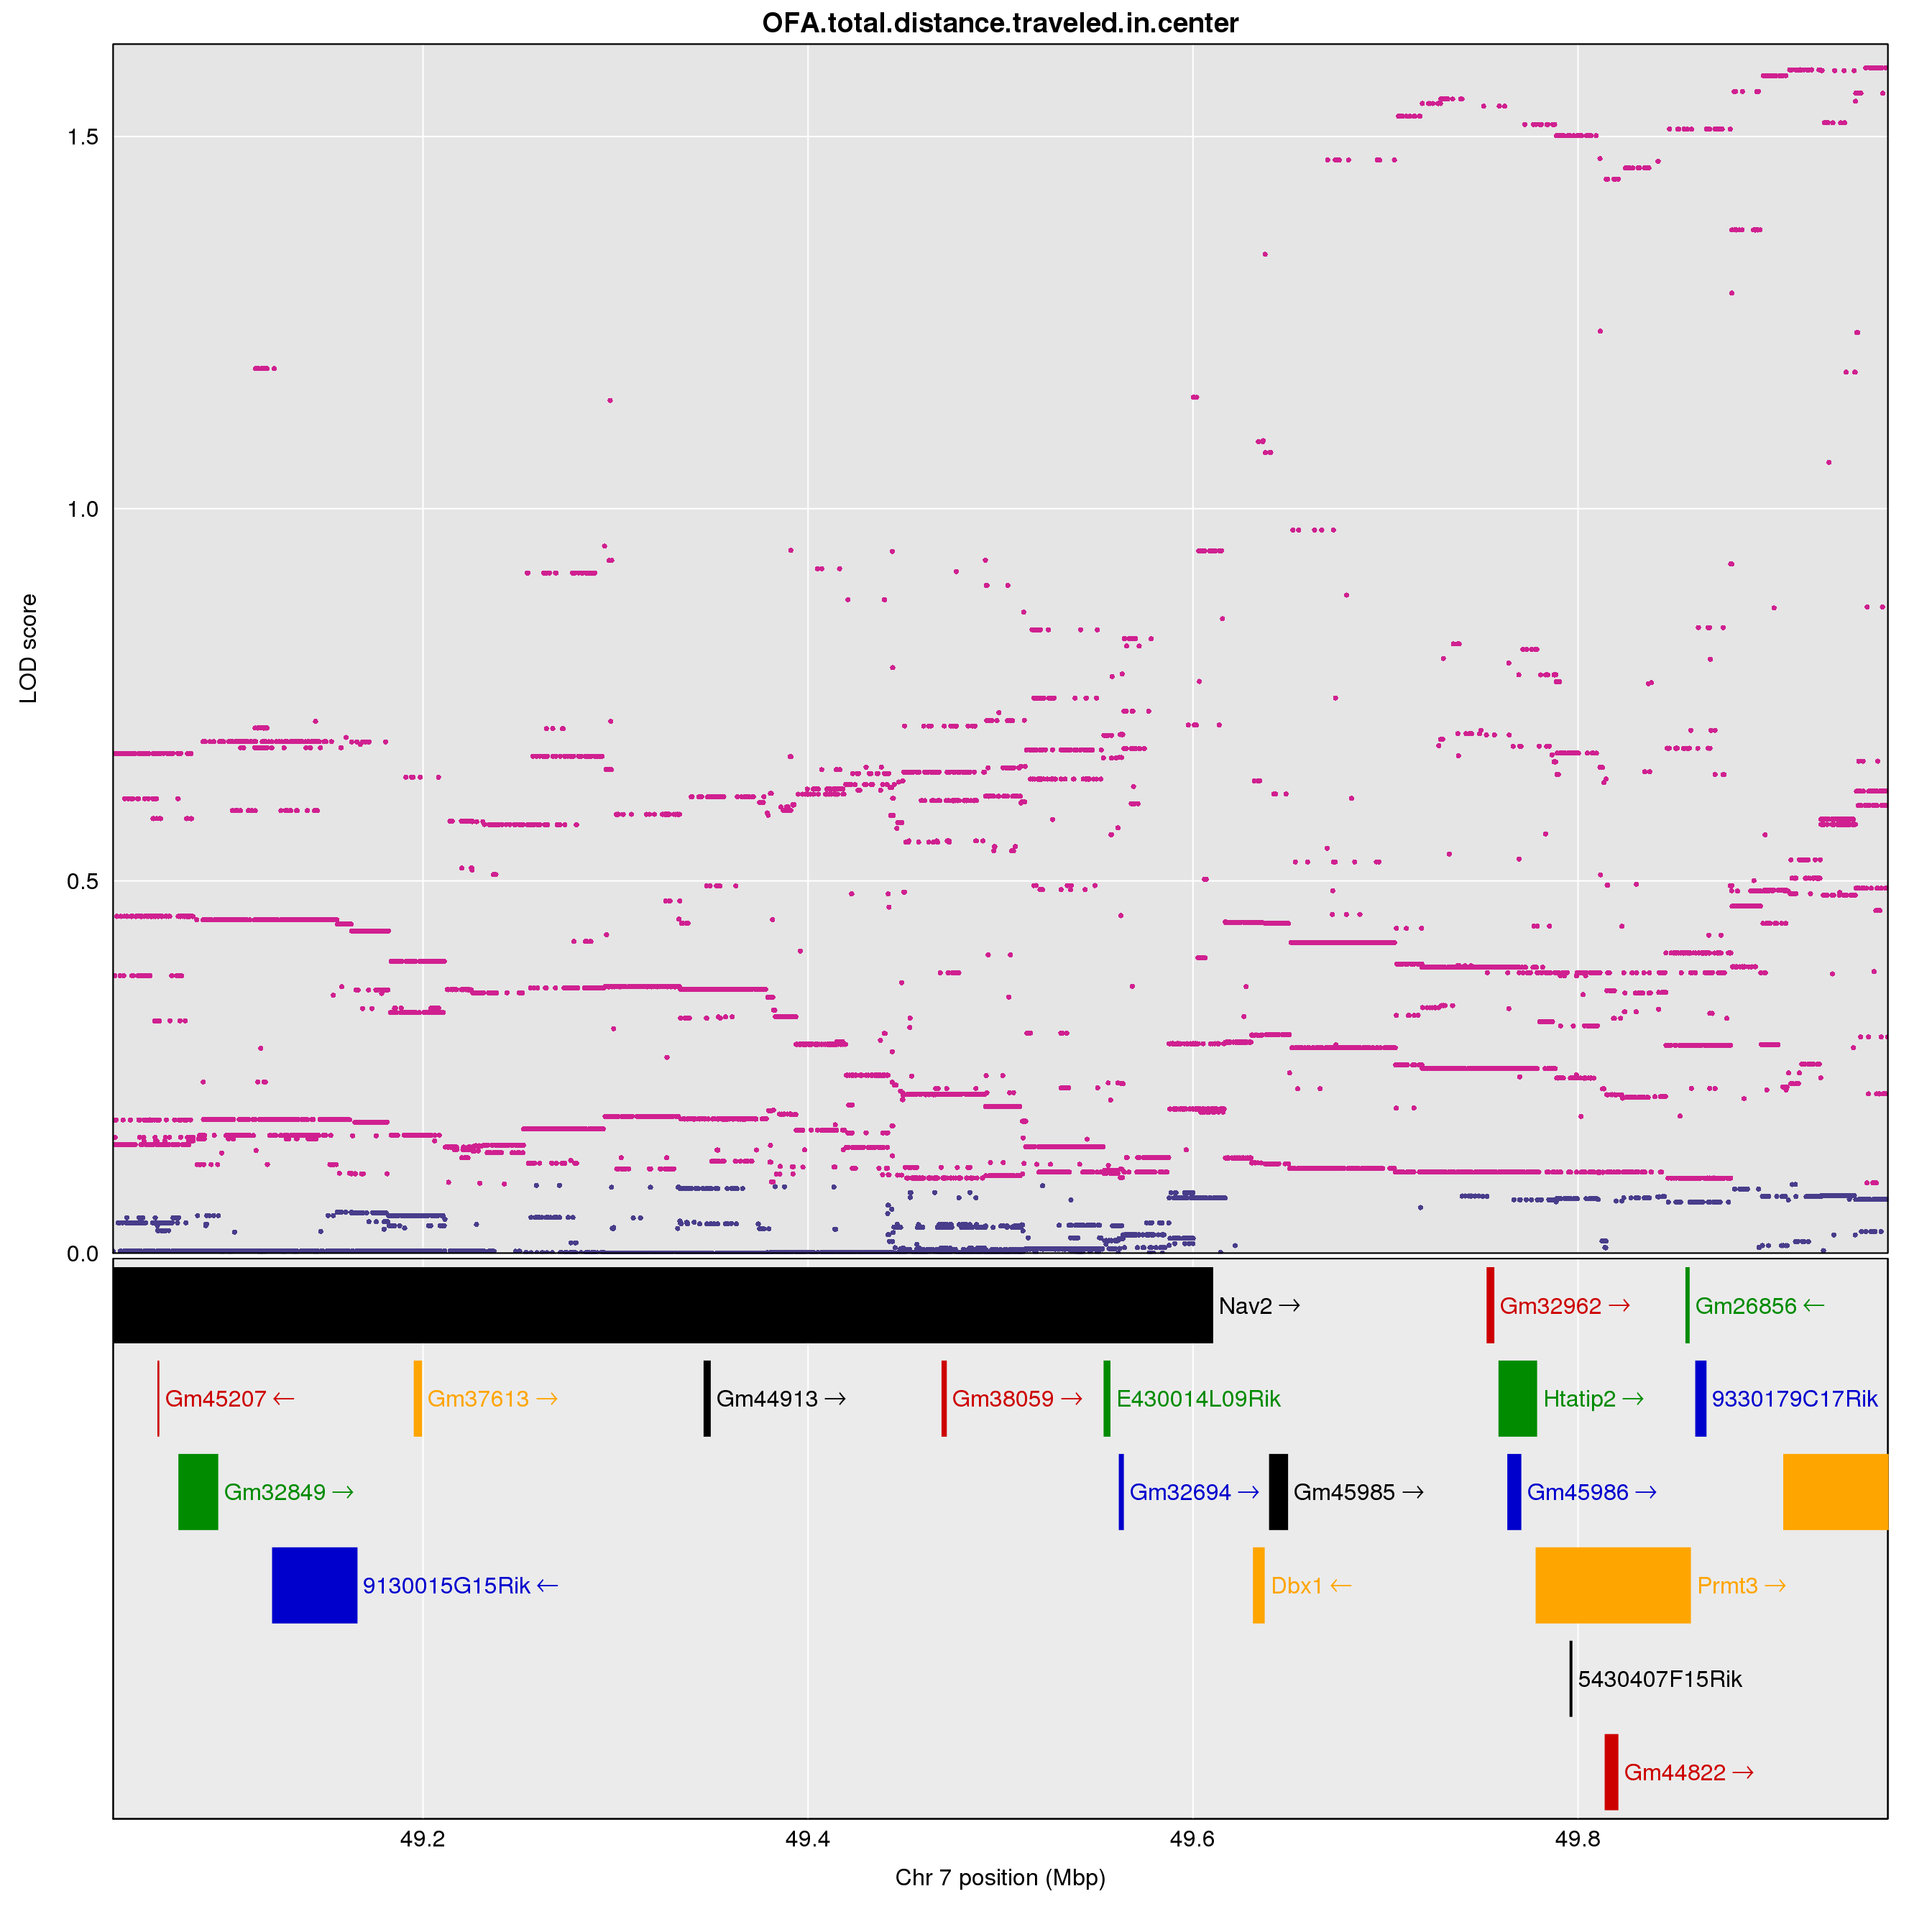 OFA.total.distance.traveled.in.center
1.5
1.0
0.5
0.0
LOD score
Nav2 →
Gm32962 →
Gm26856 ←
Gm45207 ←
Gm37613 →
Gm44913 →
Gm38059 →
E430014L09Rik
Htatip2 →
9330179C17Rik
Gm32849 →
Gm32694 →
Gm45985 →
Gm45986 →
9130015G15Rik ←
Dbx1 ←
Prmt3 →
5430407F15Rik
Gm44822 →
49.2
49.4
49.6
49.8
Chr 7 position (Mbp)